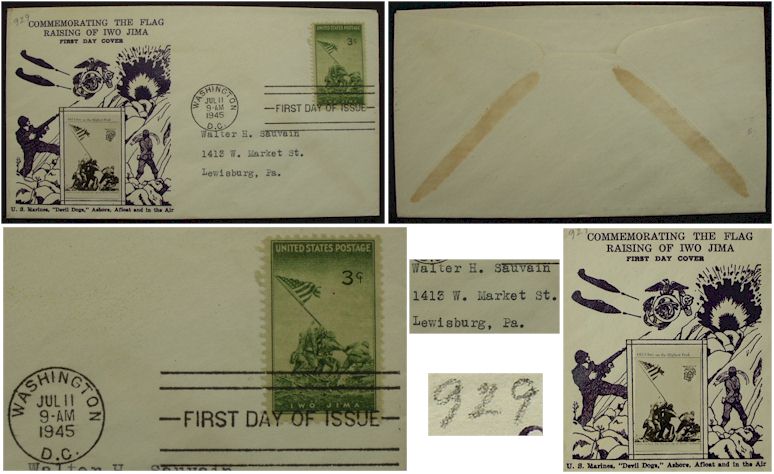 929
COMMEMORATING THE FLAG
RAISING OF IWO JIMA
FIRST DAY COVER
3¢
IWO JIMA
WASHINGTON
JUL 11
9-AM
1945
D.C.
FIRST DAY OF ISSUE
Walter H. Sauvain
1413 W. Market St.
Lewisburg, Pa.
U. S. Marines, "Devil Dogs," Ashore, Afloat and in the Air
UNITED STATES POSTAGE
3¢
IWO JIMA
WASHINGTON
JUL 11
9-AM
1945
D.C.
FIRST DAY OF ISSUE
Walter H. Sauvain
Walter H. Sauvain
1413 W. Market St.
Lewisburg, Pa.
929
929
COMMEMORATING THE FLAG
RAISING OF IWO JIMA
FIRST DAY COVER
U. S. Marines, "Devil Dogs," Ashore, Afloat and in the Air